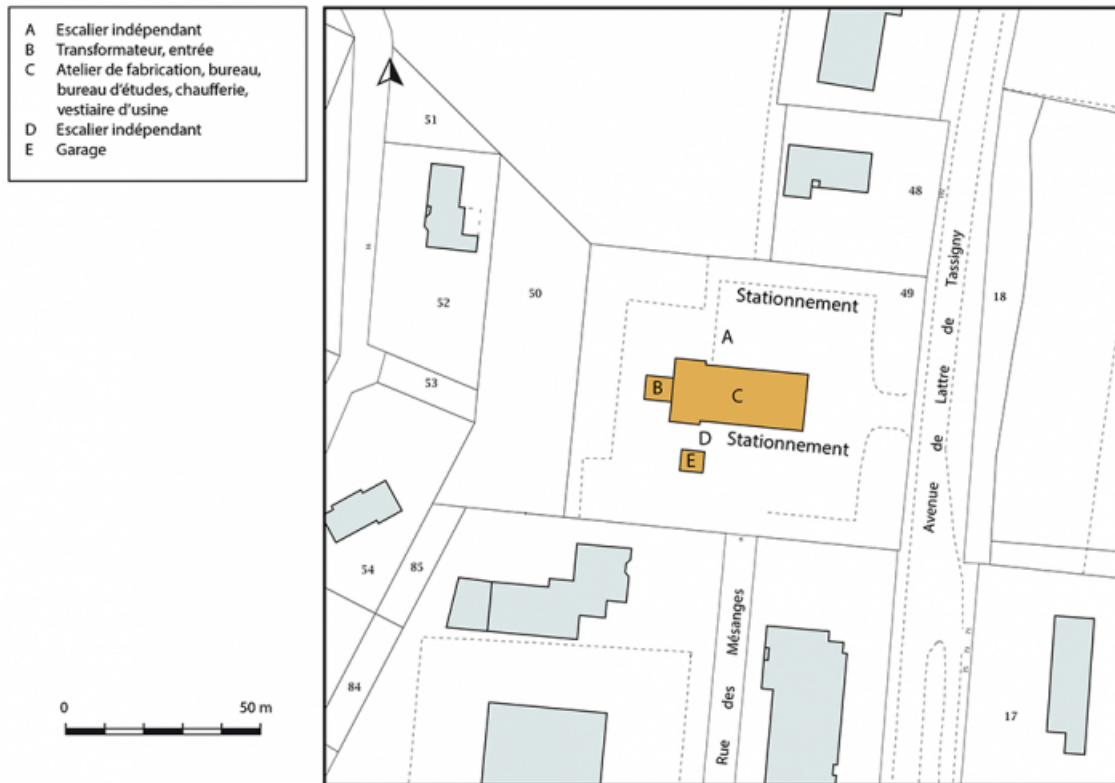 A Escalier indépendant
B Transformateur, entrée
C Atelier de fabrication, bureau,
bureau d'études, chaufferie,
vestiaire d'usine
D Escalier indépendant
E Garage
51
48
52
50
49
18
Stationnement
Avenue de Lattre de Tassigny
A
53
B
C
D
Stationnement
E
54
85
Rue des Mésanges
84
17
0
50 m